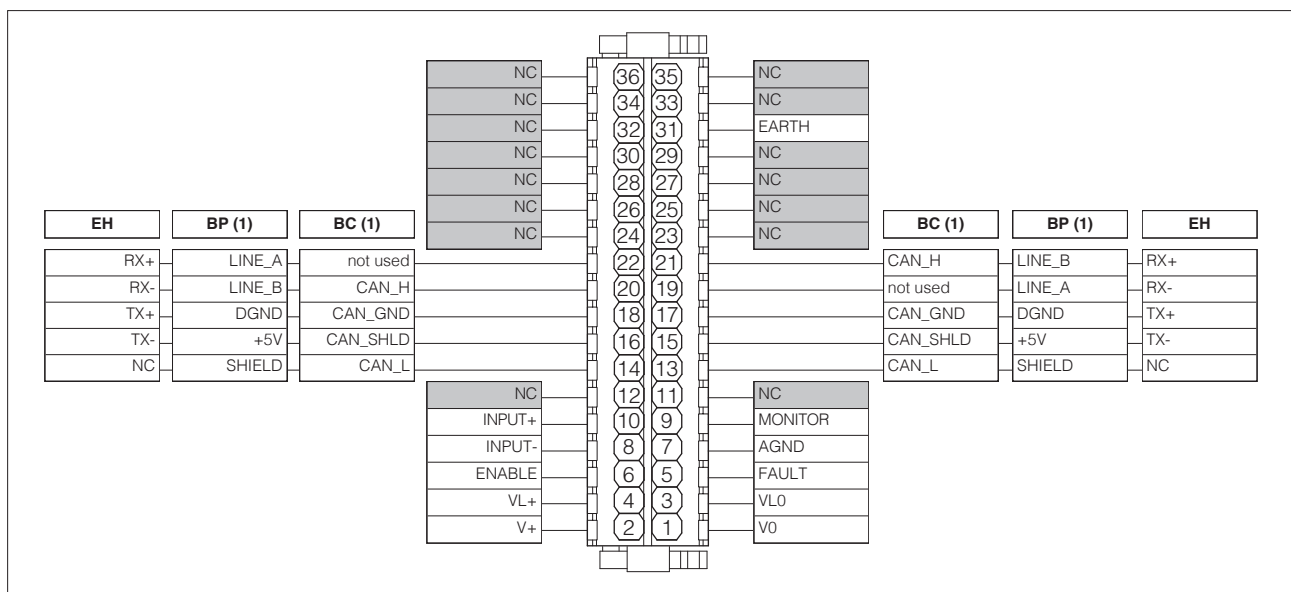 NC 36 35 NC
NC 34 33 NC
NC 32 31 EARTH
NC 30 29 NC
NC 28 27 NC
NC 26 25 NC
EH BP (1) BC (1) NC 24 23 NC BC (1) BP (1) EH
RX+ LINE_A not used 22 21 CAN_H LINE_B RX+
RX- LINE_B CAN_H 20 19 not used LINE_A RX-
TX+ DGND CAN_GND 18 17 CAN_GND DGND TX+
TX- +5V CAN_SHLD 16 15 CAN_SHLD +5V TX-
NC SHIELD CAN_L 14 13 CAN_L SHIELD NC
NC 12 11 NC
INPUT+ 10 9 MONITOR
INPUT- 8 7 AGND
ENABLE 6 5 FAULT
VL+ 4 3 VL0
V+ 2 1 V0